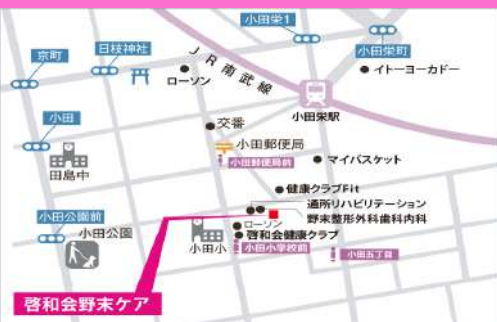 小田栄1
京町
日枝神社
JR南武線
小田栄町
ローソン
イトーヨーカドー
小田栄駅
小田
交番
小田郵便局
小田郵便局前
マイバスケット
田島中
健康クラブFit
通所リハビリテーション
野末整形外科歯科内科
小田公園前
小田公園
小田小
ローソン
啓和会健康クラブ
小田小学校前
小田五丁目
啓和会野末ケア